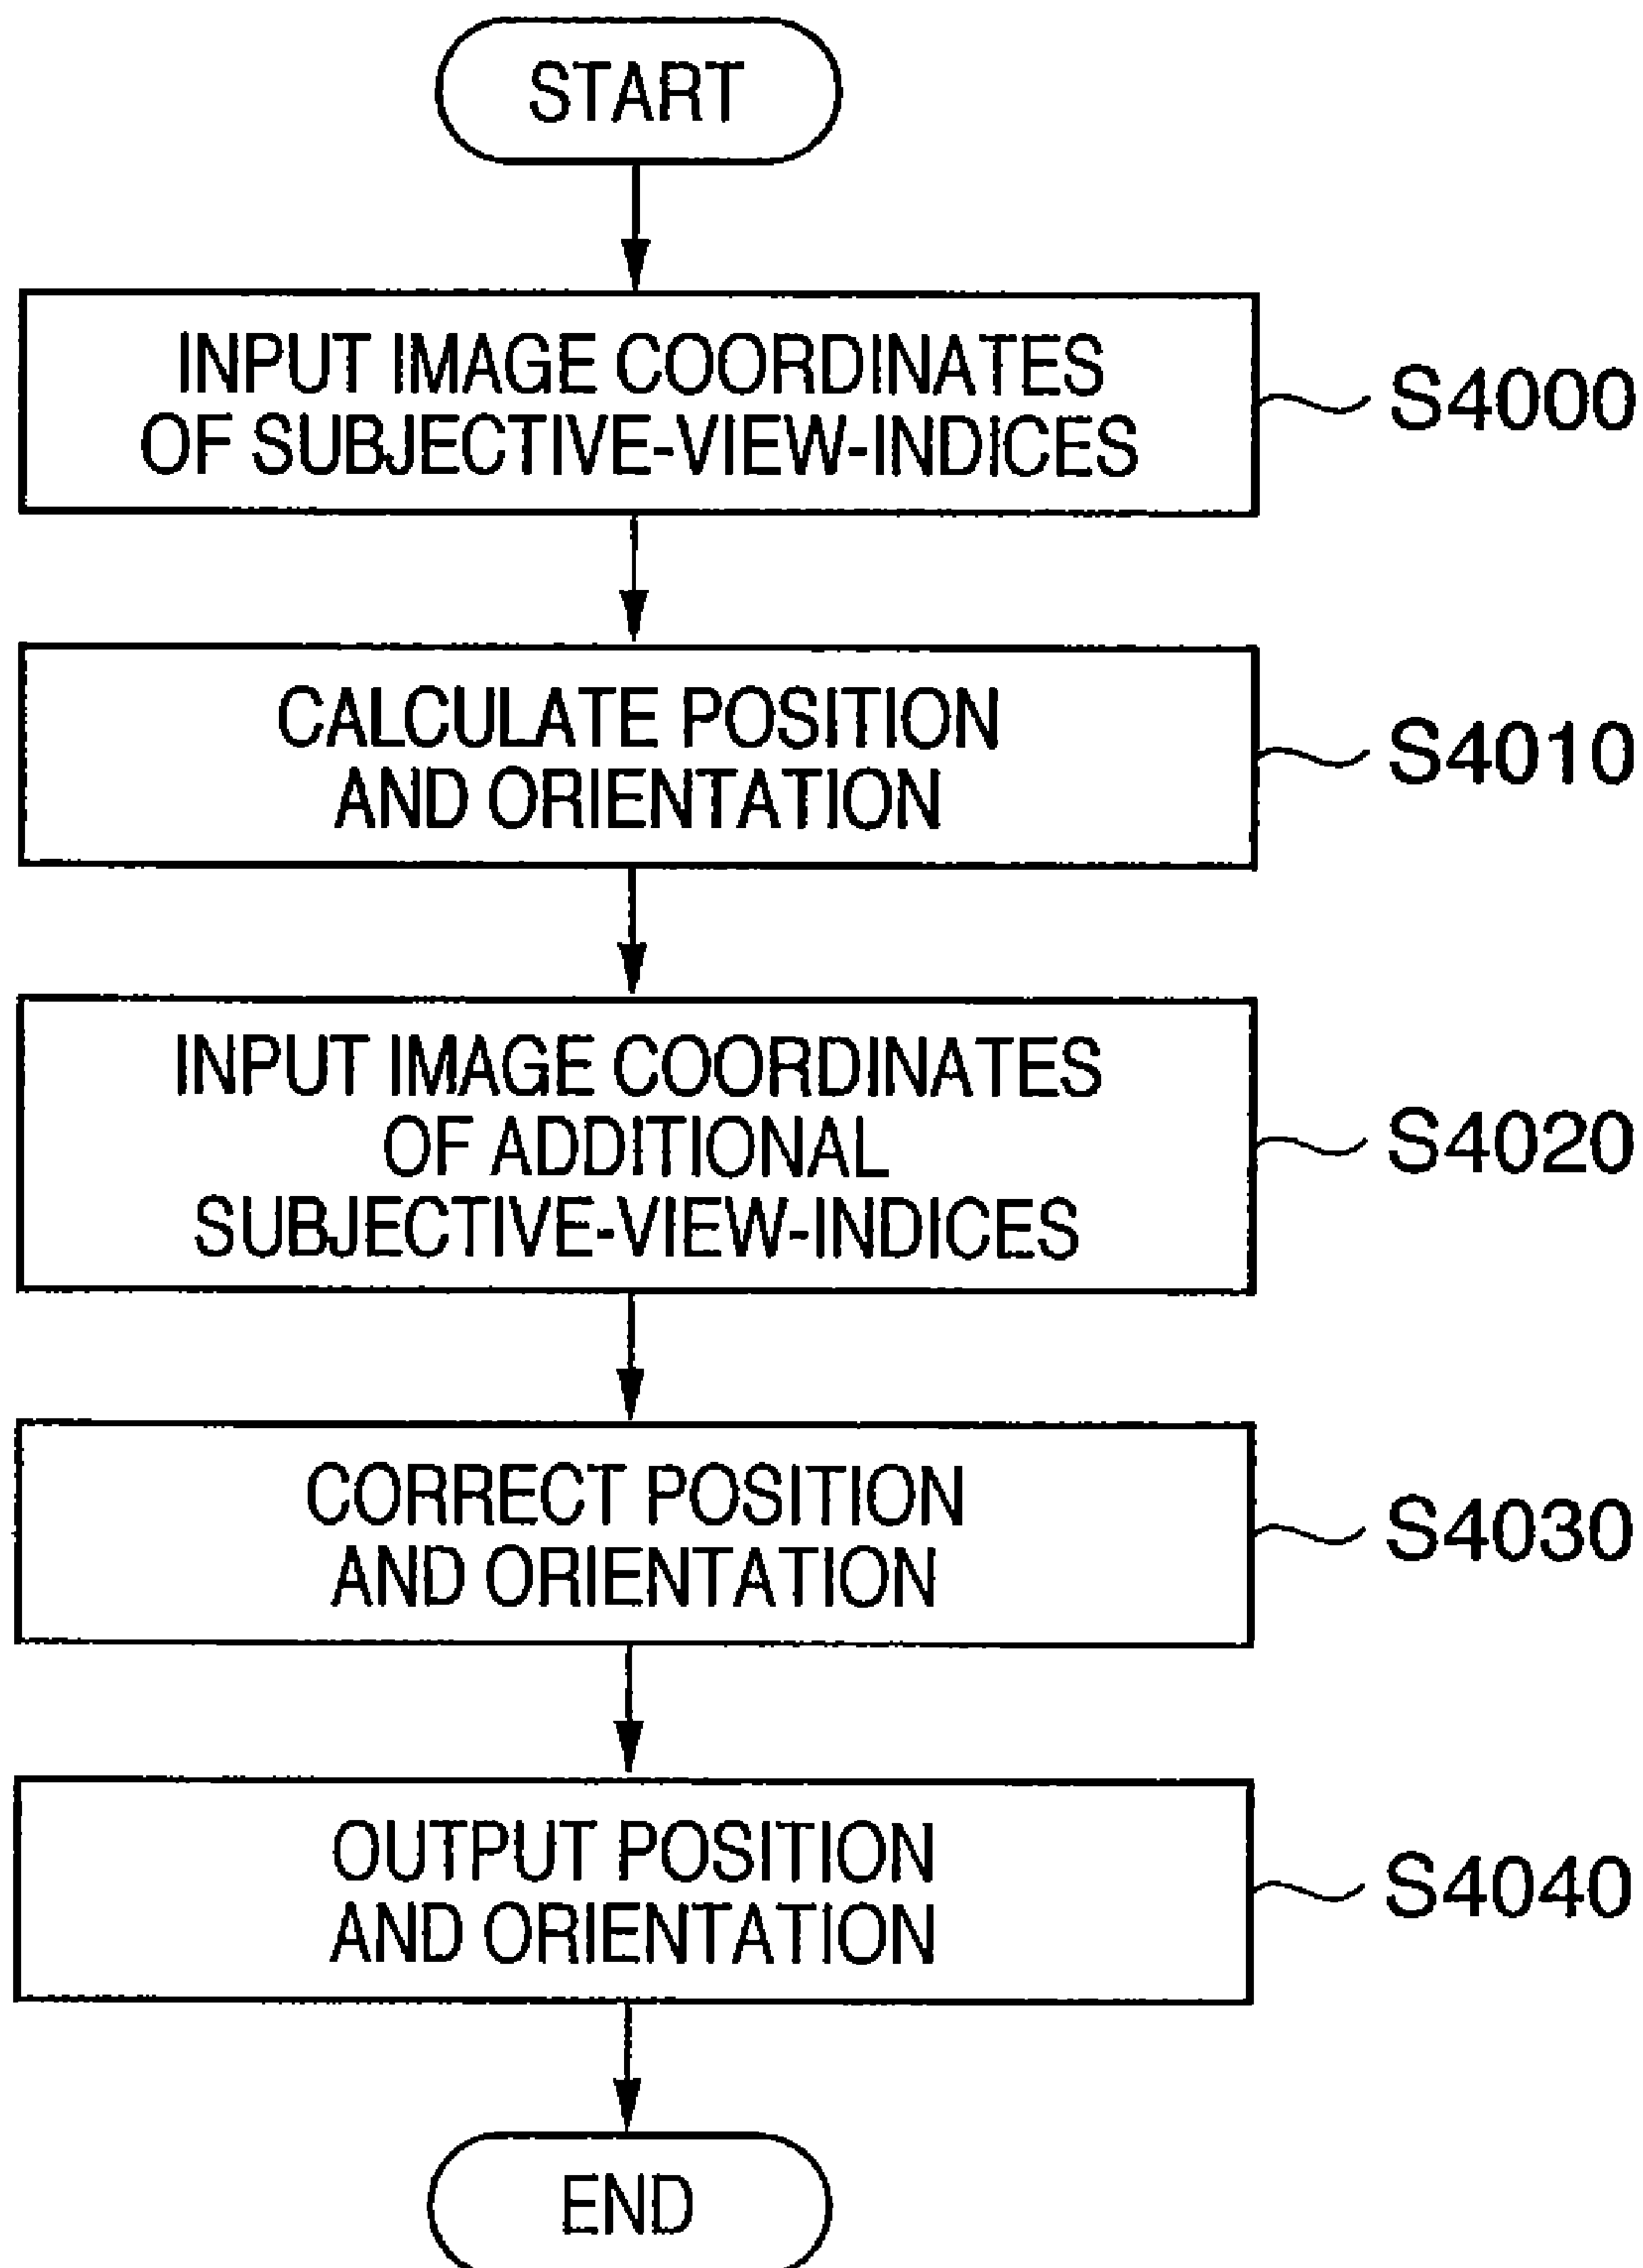 START
INPUT IMAGE COORDINATES
OF SUBJECTIVE-VIEW-INDICES
S4000
CALCULATE POSITION
AND ORIENTATION
S4010
INPUT IMAGE COORDINATES
OF ADDITIONAL
SUBJECTIVE-VIEW-INDICES
S4020
CORRECT POSITION
AND ORIENTATION
S4030
OUTPUT POSITION
AND ORIENTATION
S4040
END